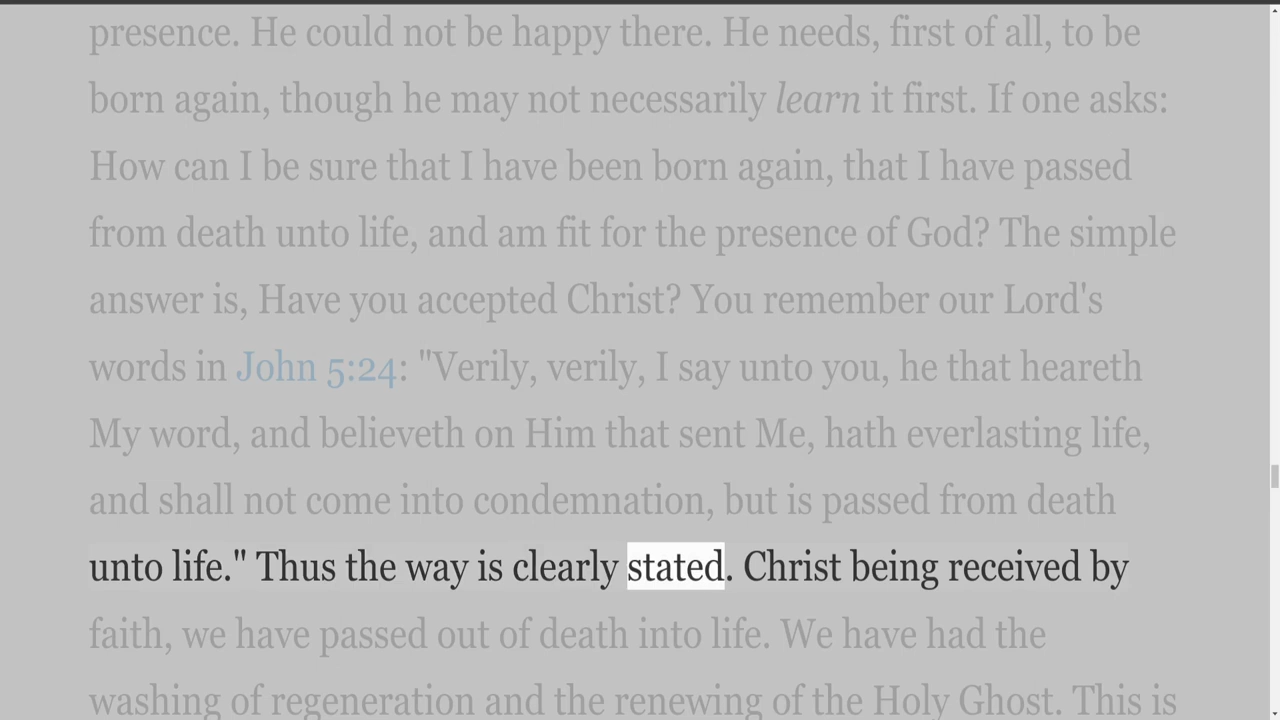 presence. He could not be happy there. He needs, first of all, to be
born again, though he may not necessarily learn it first. If one asks:
How can I be sure that I have been born again, that I have passed
from death unto life, and am fit for the presence of God? The simple
answer is, Have you accepted Christ? You remember our Lord's
words in John 5:24: "Verily, verily, I say unto you, he that heareth
My word, and believeth on Him that sent Me, hath everlasting life,
and shall not come into condemnation, but is passed from death
unto life." Thus the way is clearly stated. Christ being received by
faith, we have passed out of death into life. We have had the
washing of regeneration and the renewing of the Holy Ghost. This is